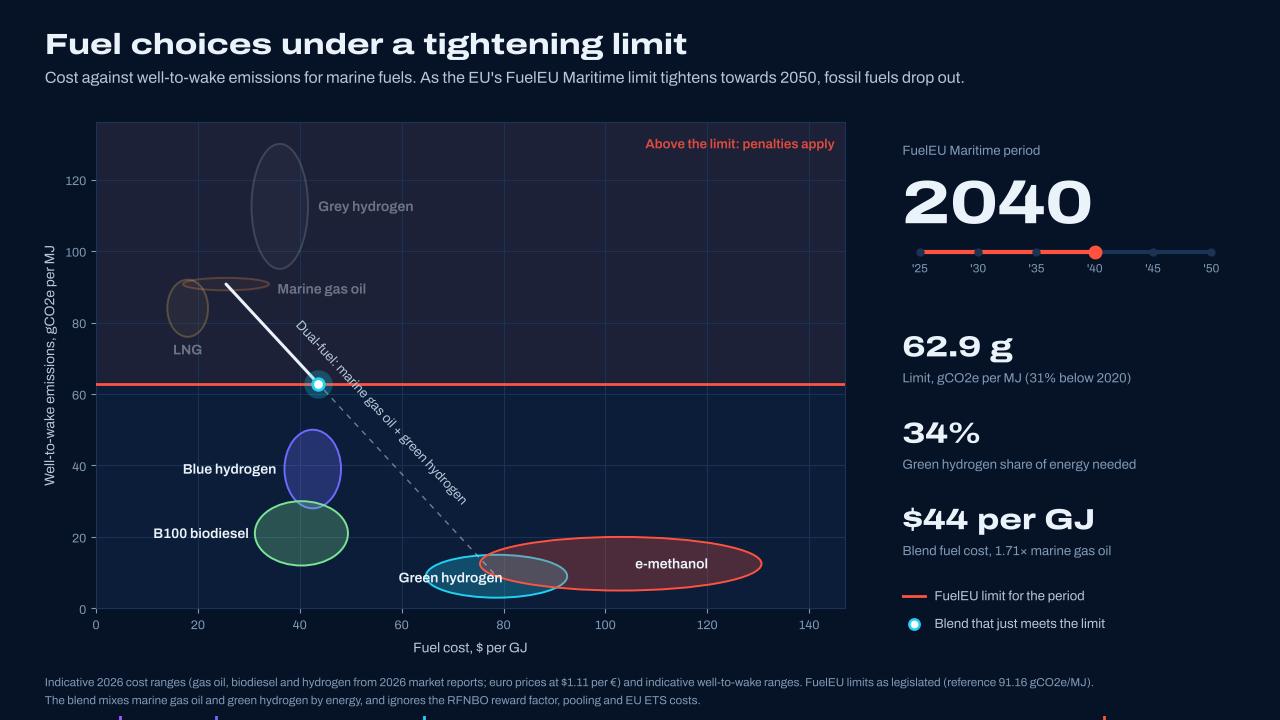 Fuel choices under a tightening limit
Cost against well-to-wake emissions for marine fuels. As the EU's FuelEU Maritime limit tightens towards 2050, fossil fuels drop out.
Above the limit: penalties apply
Grey hydrogen
Marine gas oil
LNG
Dual-fuel: marine gas oil + green hydrogen
Blue hydrogen
B100 biodiesel
Green hydrogen
e-methanol
Well-to-wake emissions, gCO2e per MJ
120
100
80
60
40
20
0
0 20 40 60 80 100 120 140
Fuel cost, $ per GJ
FuelEU Maritime period
2040
'25 '30 '35 '40 '45 '50
62.9 g
Limit, gCO2e per MJ (31% below 2020)
34%
Green hydrogen share of energy needed
$44 per GJ
Blend fuel cost, 1.71× marine gas oil
FuelEU limit for the period
Blend that just meets the limit
Indicative 2026 cost ranges (gas oil, biodiesel and hydrogen from 2026 market reports; euro prices at $1.11 per €) and indicative well-to-wake ranges. FuelEU limits as legislated (reference 91.16 gCO2e/MJ).
The blend mixes marine gas oil and green hydrogen by energy, and ignores the RFNBO reward factor, pooling and EU ETS costs.